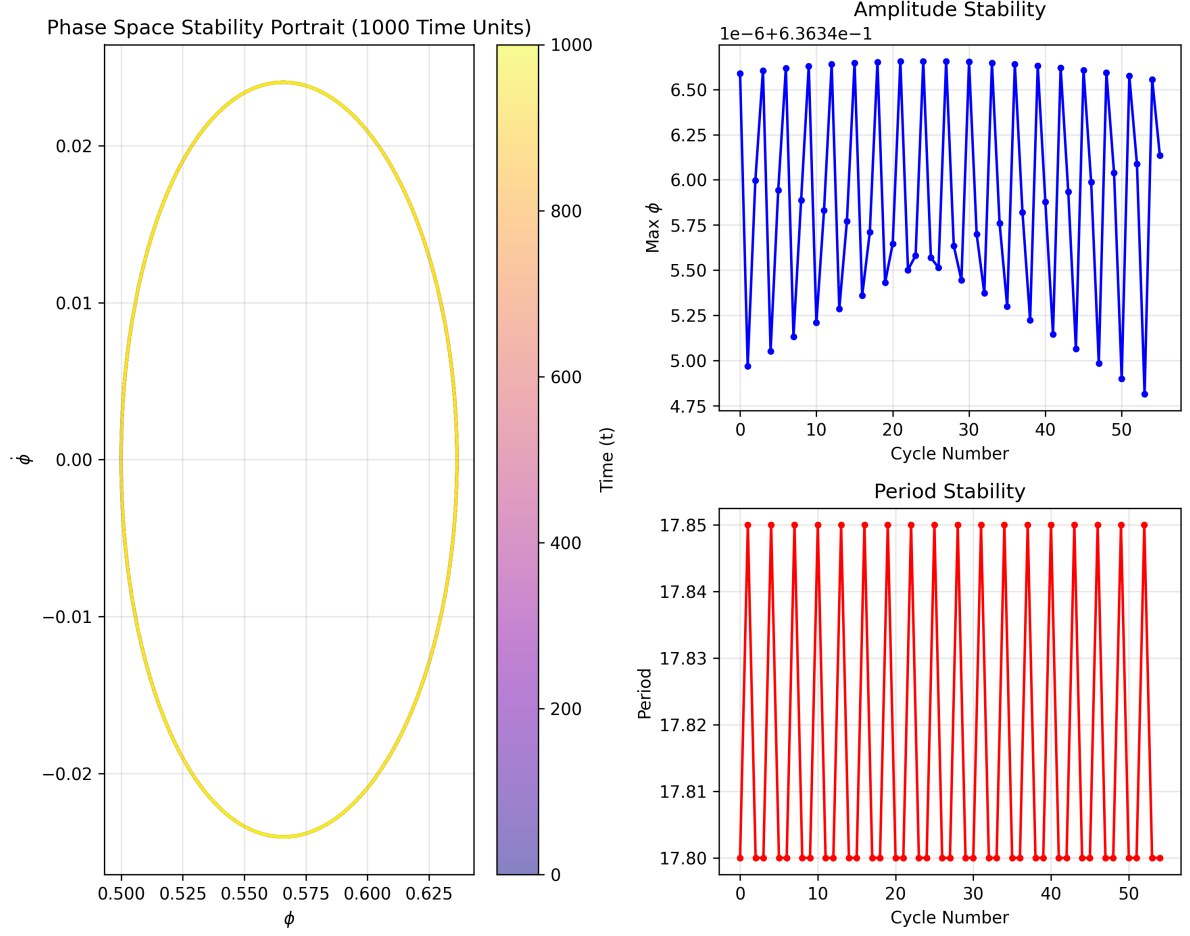 Phase Space Stability Portrait (1000 Time Units)
0.02
0.01
0.00
−0.01
−0.02
0.500 0.525 0.550 0.575 0.600 0.625
ϕ
ϕ̇
1000
800
600
400
200
0
Time (t)
Amplitude Stability
1e−6+6.3634e−1
6.50
6.25
6.00
5.75
5.50
5.25
5.00
4.75
Max ϕ
0 10 20 30 40 50
Cycle Number
Period Stability
17.85
17.84
17.83
17.82
17.81
17.80
Period
0 10 20 30 40 50
Cycle Number